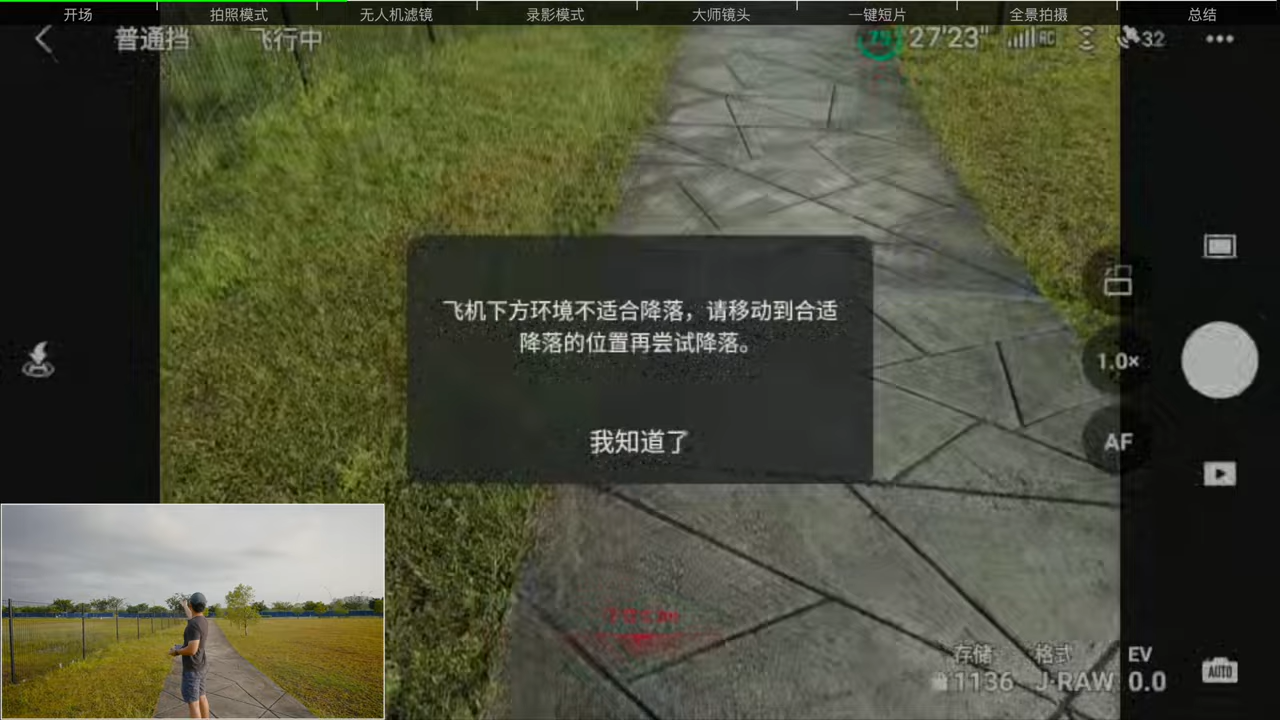 开场
拍照模式
无人机滤镜
录影模式
大师镜头
一键短片
全景拍摄
总结
普通挡
飞行中
27'23"
RC
32
飞机下方环境不适合降落，请移动到合适
降落的位置再尝试降落。
我知道了
1.0×
AF
存储
格式
EV
1136
J-RAW
0.0
AUTO